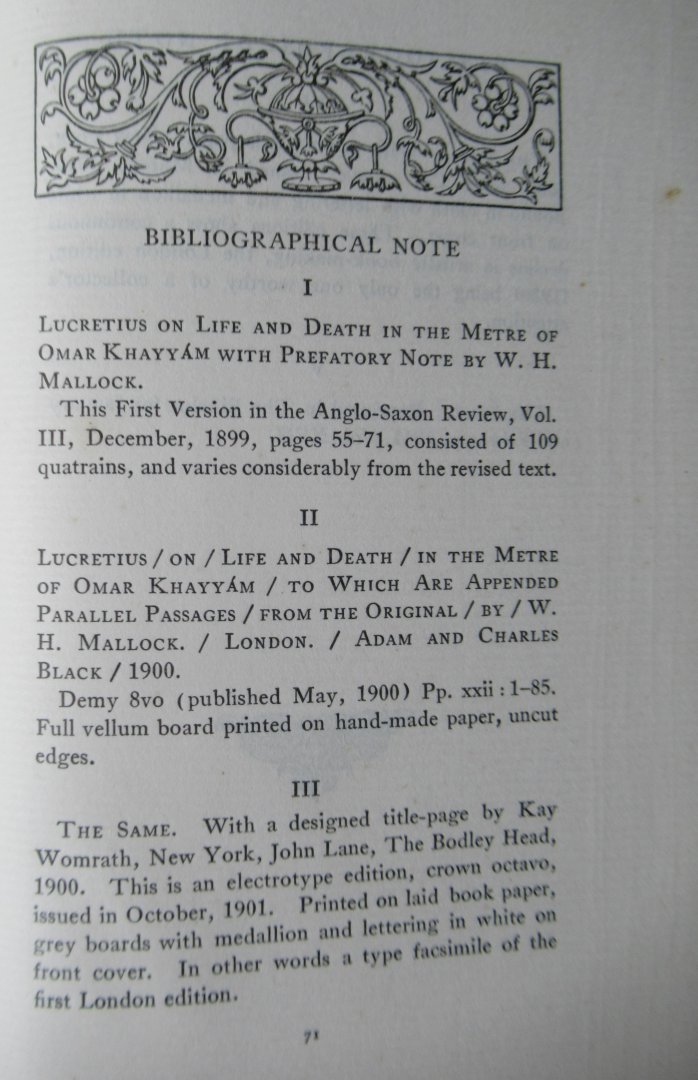 BIBLIOGRAPHICAL NOTE
I
LUCRETIUS ON LIFE AND DEATH IN THE METRE OF
OMAR KHAYYÁM WITH PREFATORY NOTE BY W. H.
MALLOCK.
This First Version in the Anglo-Saxon Review, Vol.
III, December, 1899, pages 55–71, consisted of 109
quatrains, and varies considerably from the revised text.
II
LUCRETIUS / ON / LIFE AND DEATH / IN THE METRE
OF OMAR KHAYYÁM / TO WHICH ARE APPENDED
PARALLEL PASSAGES / FROM THE ORIGINAL / BY / W.
H. MALLOCK. / LONDON. / ADAM AND CHARLES
BLACK / 1900.
Demy 8vo (published May, 1900) Pp. xxii : 1–85.
Full vellum board printed on hand-made paper, uncut
edges.
III
THE SAME. With a designed title-page by Kay
Womrath, New York, John Lane, The Bodley Head,
1900. This is an electrotype edition, crown octavo,
issued in October, 1901. Printed on laid book paper,
grey boards with medallion and lettering in white on
front cover. In other words a type facsimile of the
first London edition.
71